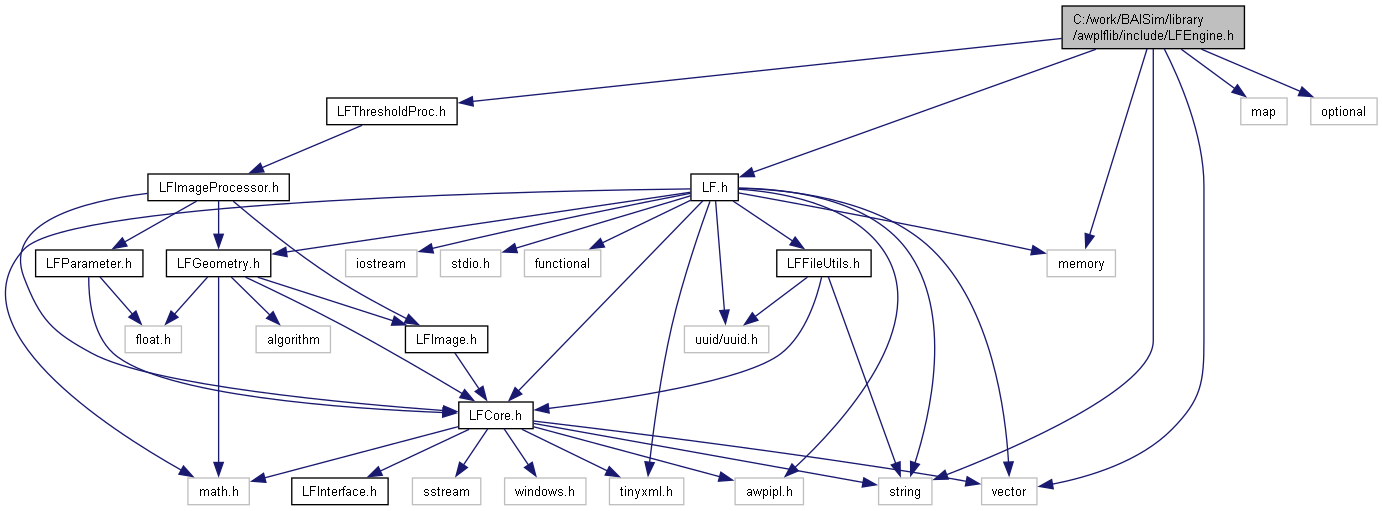 C:/work/BAISim/library
/awplflib/include/LFEngine.h
LFThresholdProc.h
map
optional
LFImageProcessor.h
LF.h
LFParameter.h
LFGeometry.h
iostream
stdio.h
functional
LFFileUtils.h
memory
float.h
algorithm
LFImage.h
uuid/uuid.h
LFCore.h
math.h
LFInterface.h
sstream
windows.h
tinyxml.h
awpipl.h
string
vector